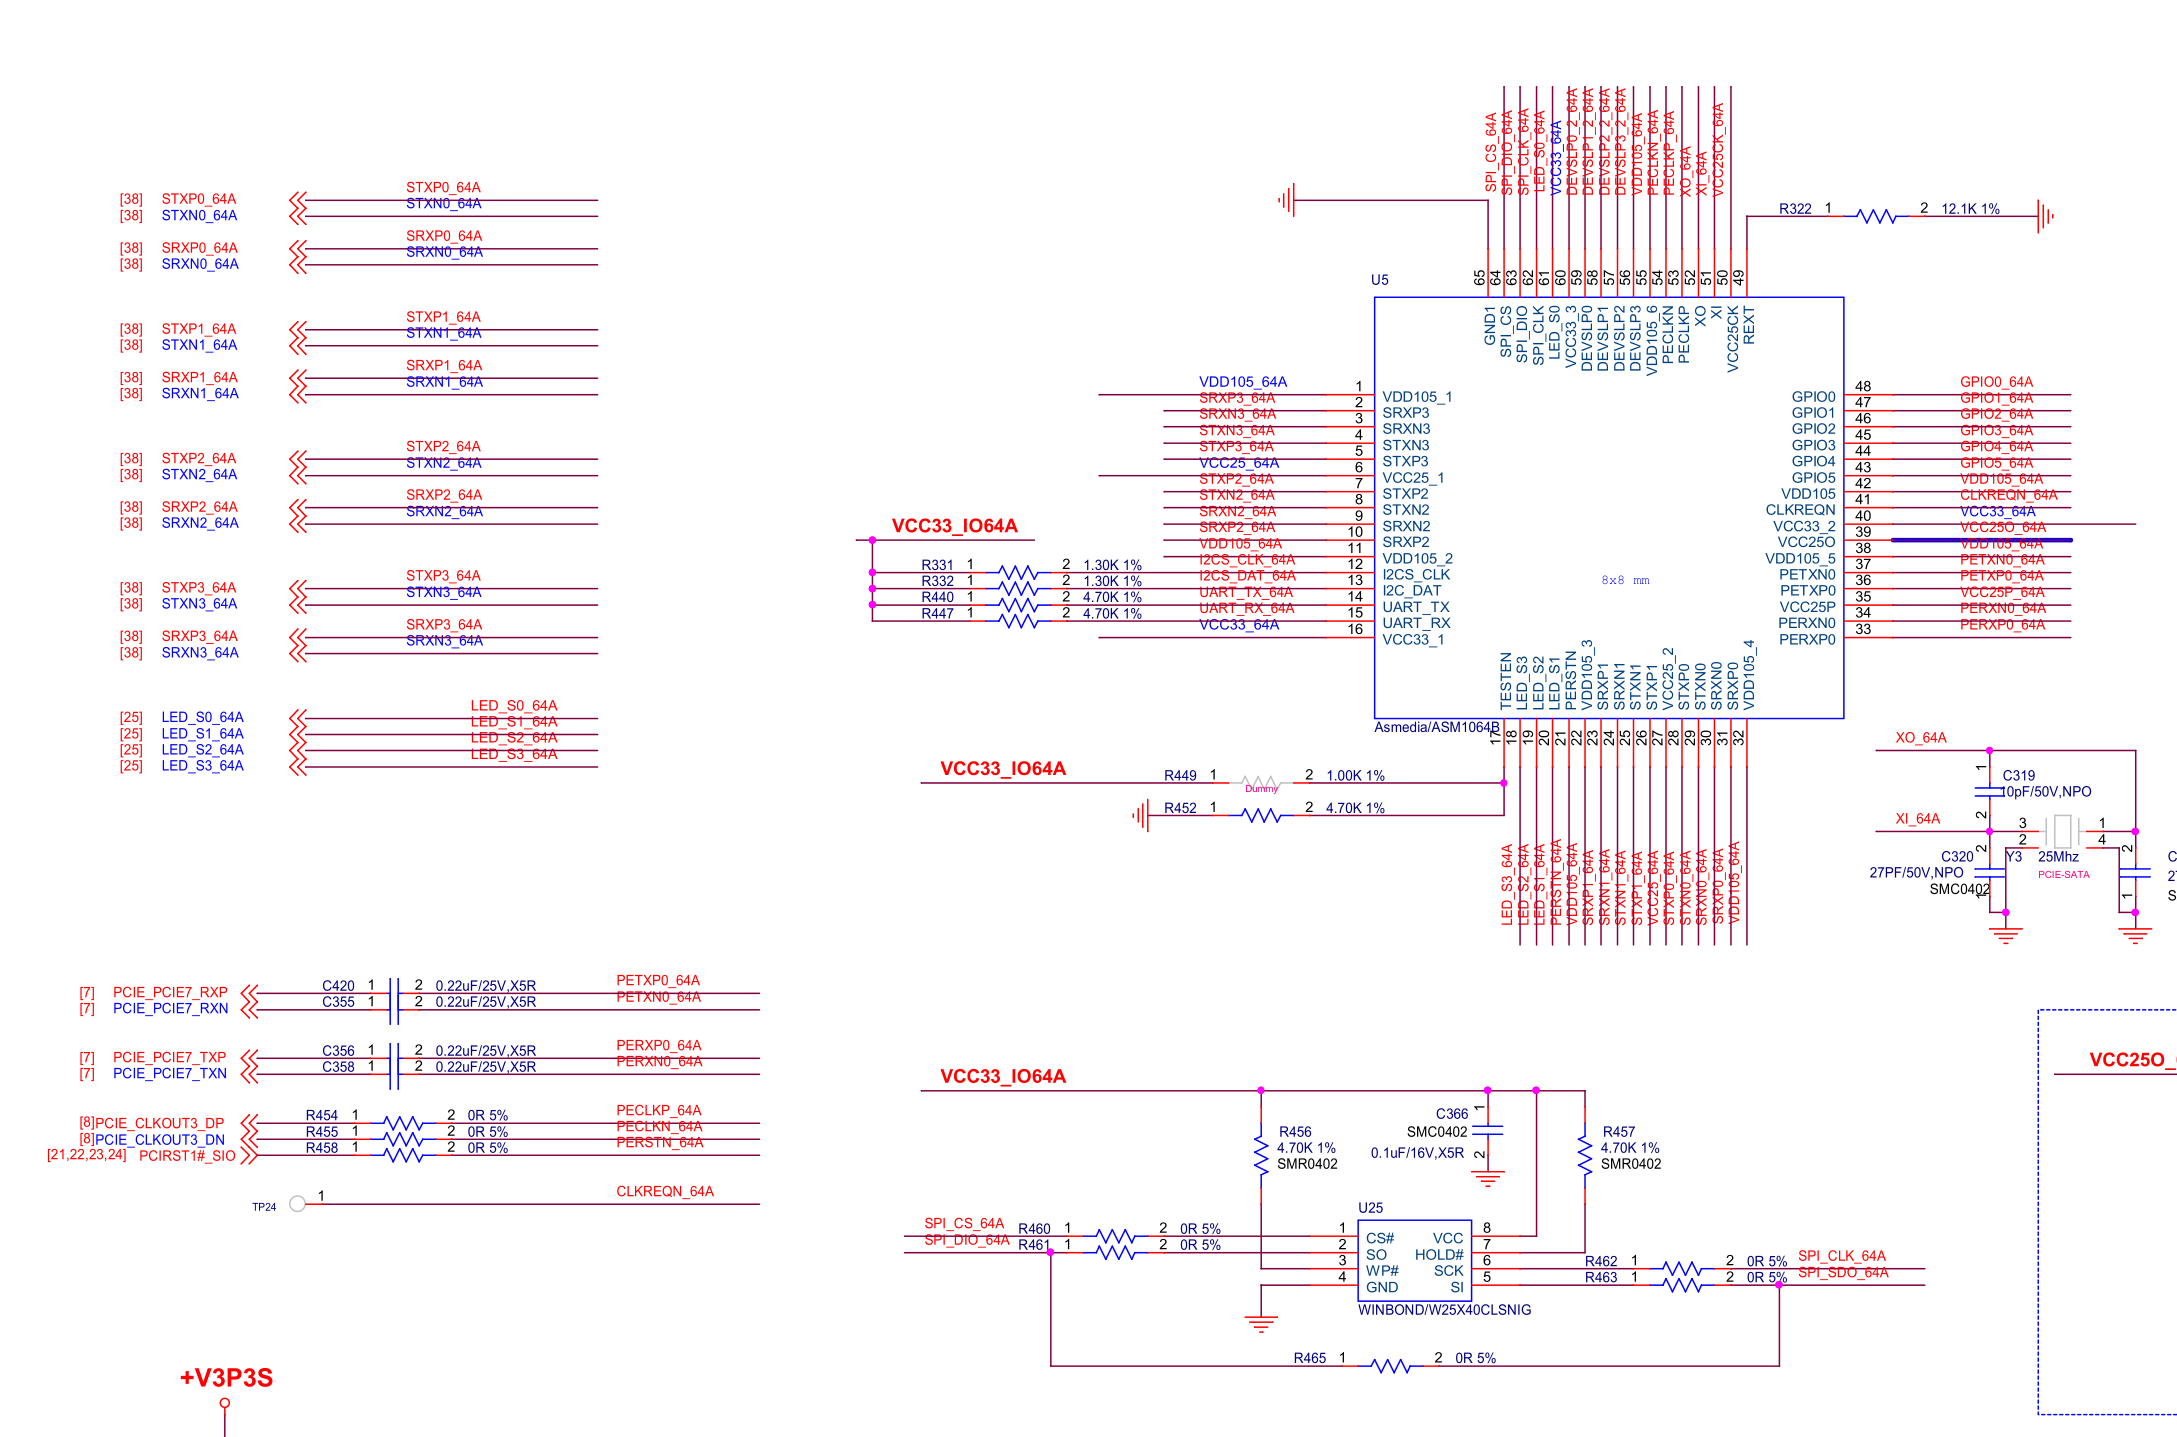 [38] STXP0_64A STXP0_64A
[38] STXN0_64A STXN0_64A
[38] SRXP0_64A SRXP0_64A
[38] SRXN0_64A SRXN0_64A
[38] STXP1_64A STXP1_64A
[38] STXN1_64A STXN1_64A
[38] SRXP1_64A SRXP1_64A
[38] SRXN1_64A SRXN1_64A
[38] STXP2_64A STXP2_64A
[38] STXN2_64A STXN2_64A
[38] SRXP2_64A SRXP2_64A
[38] SRXN2_64A SRXN2_64A
[38] STXP3_64A STXP3_64A
[38] STXN3_64A STXN3_64A
[38] SRXP3_64A SRXP3_64A
[38] SRXN3_64A SRXN3_64A
[25] LED_S0_64A LED_S0_64A
[25] LED_S1_64A LED_S1_64A
[25] LED_S2_64A LED_S2_64A
[25] LED_S3_64A LED_S3_64A
[7] PCIE_PCIE7_RXP C420 1 2 0.22uF/25V,X5R PETXP0_64A
[7] PCIE_PCIE7_RXN C355 1 2 0.22uF/25V,X5R PETXN0_64A
[7] PCIE_PCIE7_TXP C356 1 2 0.22uF/25V,X5R PERXP0_64A
[7] PCIE_PCIE7_TXN C358 1 2 0.22uF/25V,X5R PERXN0_64A
[8]PCIE_CLKOUT3_DP R454 1 2 0R 5% PECLKP_64A
[8]PCIE_CLKOUT3_DN R455 1 2 0R 5% PECLKN_64A
[21,22,23,24] PCIRST1#_SIO R458 1 2 0R 5% PERSTN_64A
TP24 1 CLKREQN_64A
+V3P3S
U5
65 GND1
SPI_CS_64A 64 SPI_CS
SPI_DIO_64A 63 SPI_DIO
SPI_CLK_64A 62 SPI_CLK
LED_S0_64A 61 LED_S0
VCC33_64A 60 VCC33_3
DEVSLP0_2_64A 59 DEVSLP0
DEVSLP1_2_64A 58 DEVSLP1
DEVSLP2_2_64A 57 DEVSLP2
DEVSLP3_2_64A 56 DEVSLP3
VDD105_64A 55 VDD105_6
PECLKN_64A 54 PECLKN
PECLKP_64A 53 PECLKP
XO_64A 52 XO
XI_64A 51 XI
VCC25CK_64A 50 VCC25CK
49 REXT
R322 1 2 12.1K 1%
VDD105_64A 1 VDD105_1
SRXP3_64A 2 SRXP3
SRXN3_64A 3 SRXN3
STXN3_64A 4 STXN3
STXP3_64A 5 STXP3
VCC25_64A 6 VCC25_1
STXP2_64A 7 STXP2
STXN2_64A 8 STXN2
SRXN2_64A 9 SRXN2
SRXP2_64A 10 SRXP2
VDD105_64A 11 VDD105_2
VCC33_IO64A
R331 1 2 1.30K 1% I2CS_CLK_64A 12 I2CS_CLK
R332 1 2 1.30K 1% I2CS_DAT_64A 13 I2C_DAT
R440 1 2 4.70K 1% UART_TX_64A 14 UART_TX
R447 1 2 4.70K 1% UART_RX_64A 15 UART_RX
VCC33_64A 16 VCC33_1
8x8 mm
GPIO0 48 GPIO0_64A
GPIO1 47 GPIO1_64A
GPIO2 46 GPIO2_64A
GPIO3 45 GPIO3_64A
GPIO4 44 GPIO4_64A
GPIO5 43 GPIO5_64A
VDD105 42 VDD105_64A
CLKREQN 41 CLKREQN_64A
VCC33_2 40 VCC33_64A
VCC25O 39 VCC25O_64A
VDD105_5 38 VDD105_64A
PETXN0 37 PETXN0_64A
PETXP0 36 PETXP0_64A
VCC25P 35 VCC25P_64A
PERXN0 34 PERXN0_64A
PERXP0 33 PERXP0_64A
Asmedia/ASM1064B
TESTEN 17
LED_S3 18 LED_S3_64A
LED_S2 19 LED_S2_64A
LED_S1 20 LED_S1_64A
PERSTN 21 PERSTN_64A
VDD105_3 22 VDD105_64A
SRXP1 23 SRXP1_64A
SRXN1 24 SRXN1_64A
STXN1 25 STXN1_64A
STXP1 26 STXP1_64A
VCC25_2 27 VCC25_64A
STXP0 28 STXP0_64A
STXN0 29 STXN0_64A
SRXN0 30 SRXN0_64A
SRXP0 31 SRXP0_64A
VDD105_4 32 VDD105_64A
VCC33_IO64A
R449 1 2 1.00K 1%
Dummy
R452 1 2 4.70K 1%
XO_64A
1 C319
10pF/50V,NPO
2
XI_64A
3 1
2 4
2 C320 Y3 25Mhz 2
27PF/50V,NPO PCIE-SATA
SMC0402
1 1
VCC25O_
VCC33_IO64A
R456
4.70K 1%
SMR0402
1 C366
SMC0402
0.1uF/16V,X5R 2
R457
4.70K 1%
SMR0402
U25
SPI_CS_64A R460 1 2 0R 5% 1 CS# VCC 8
SPI_DIO_64A R461 1 2 0R 5% 2 SO HOLD# 7
3 WP# SCK 6 R462 1 2 0R 5% SPI_CLK_64A
4 GND SI 5 R463 1 2 0R 5% SPI_SDO_64A
WINBOND/W25X40CLSNIG
R465 1 2 0R 5%